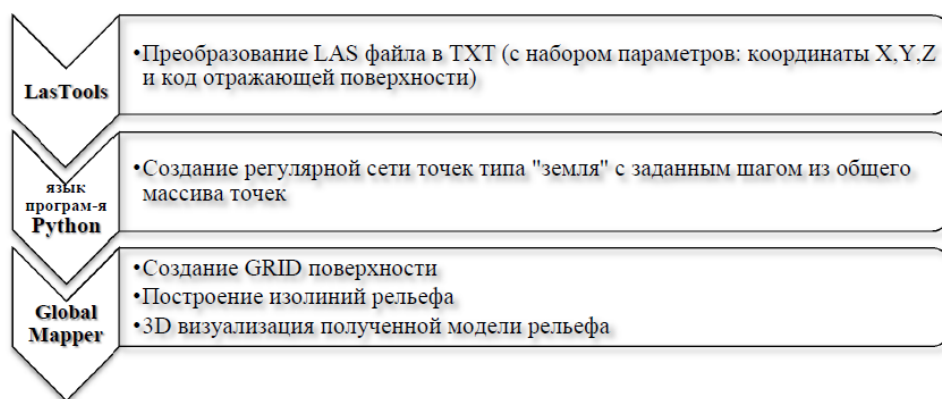 LasTools
•Преобразование LAS файла в TXT (с набором параметров: координаты X,Y,Z
и код отражающей поверхности)
язык
програм-я
Python
•Создание регулярной сети точек типа "земля" с заданным шагом из общего
массива точек
Global
Mapper
•Создание GRID поверхности
•Построение изолиний рельефа
•3D визуализация полученной модели рельефа